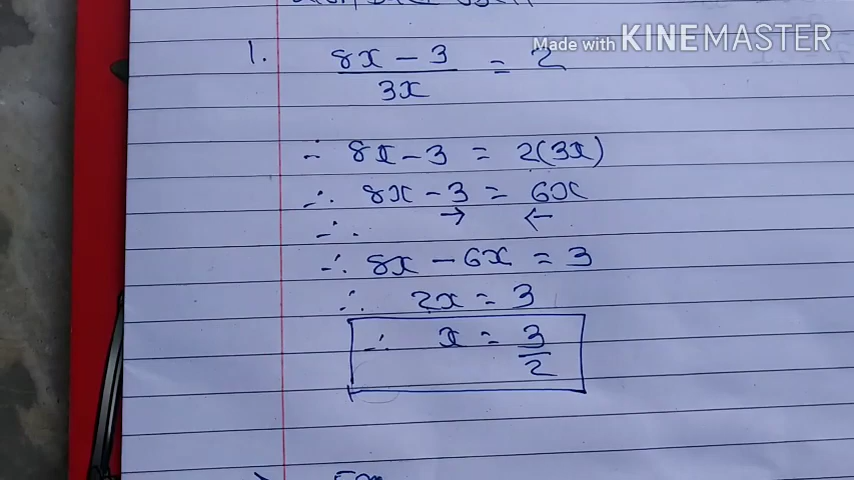 Made with KINEMASTER
1. 8x - 3 / 3x = 2
∴ 8x - 3 = 2(3x)
∴ 8x - 3 = 6x
→ ←
∴
∴ 8x - 6x = 3
∴ 2x = 3
∴ x = 3/2